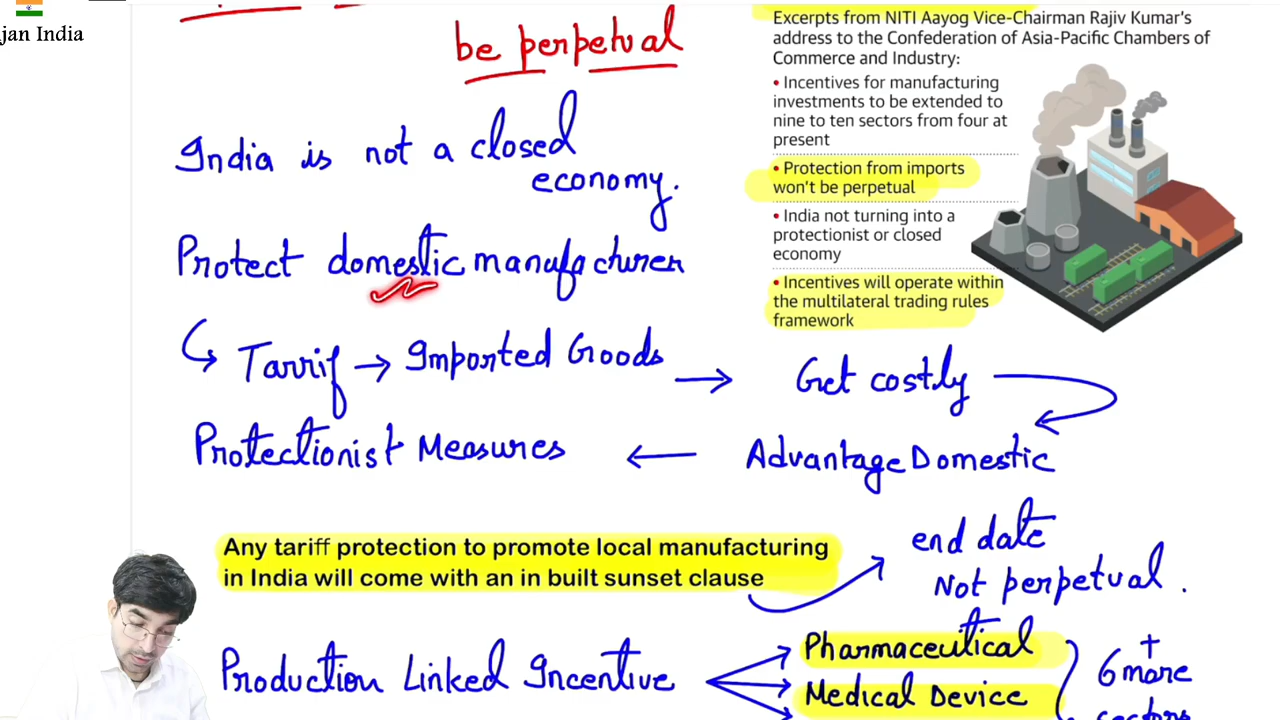 jan India
be perpetual
India is not a closed
economy.
Protect domestic manufacturer
Tarrif → Imported Goods → Get costly
Protectionist Measures ← Advantage Domestic
Any tariff protection to promote local manufacturing
in India will come with an in built sunset clause
end date
Not perpetual.
Production Linked Incentive
Pharmaceutical
Medical Device
+
6 more
sectors
Excerpts from NITI Aayog Vice-Chairman Rajiv Kumar's
address to the Confederation of Asia-Pacific Chambers of
Commerce and Industry:
• Incentives for manufacturing
investments to be extended to
nine to ten sectors from four at
present
• Protection from imports
won't be perpetual
• India not turning into a
protectionist or closed
economy
• Incentives will operate within
the multilateral trading rules
framework